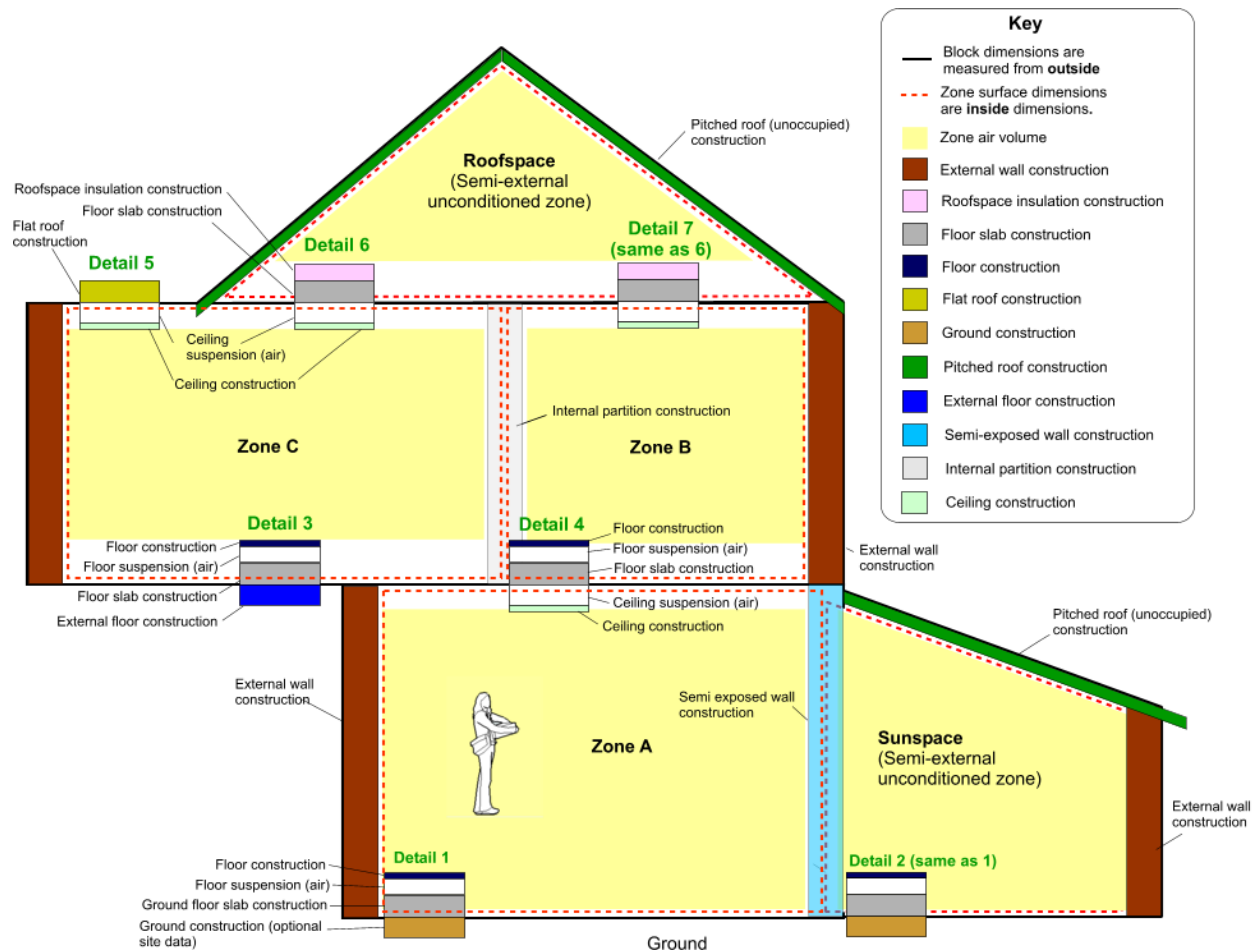 Key
Block dimensions are
measured from outside
Zone surface dimensions
are inside dimensions.
Zone air volume
External wall construction
Roofspace insulation construction
Floor slab construction
Floor construction
Flat roof construction
Ground construction
Pitched roof construction
External floor construction
Semi-exposed wall construction
Internal partition construction
Ceiling construction
Pitched roof (unoccupied)
construction
Roofspace
(Semi-external
unconditioned zone)
Roofspace insulation construction
Floor slab construction
Flat roof
construction
Detail 5
Detail 6
Detail 7
(same as 6)
Ceiling
suspension (air)
Ceiling construction
Internal partition construction
Zone C
Zone B
Detail 3
Detail 4
Floor construction
Floor suspension (air)
Floor slab construction
External floor construction
Floor construction
Floor suspension (air)
Floor slab construction
Ceiling suspension (air)
Ceiling construction
External wall
construction
Pitched roof (unoccupied)
construction
External wall
construction
Semi exposed wall
construction
Zone A
Sunspace
(Semi-external
unconditioned zone)
External wall
construction
Detail 1
Detail 2 (same as 1)
Floor construction
Floor suspension (air)
Ground floor slab construction
Ground construction (optional
site data)
Ground